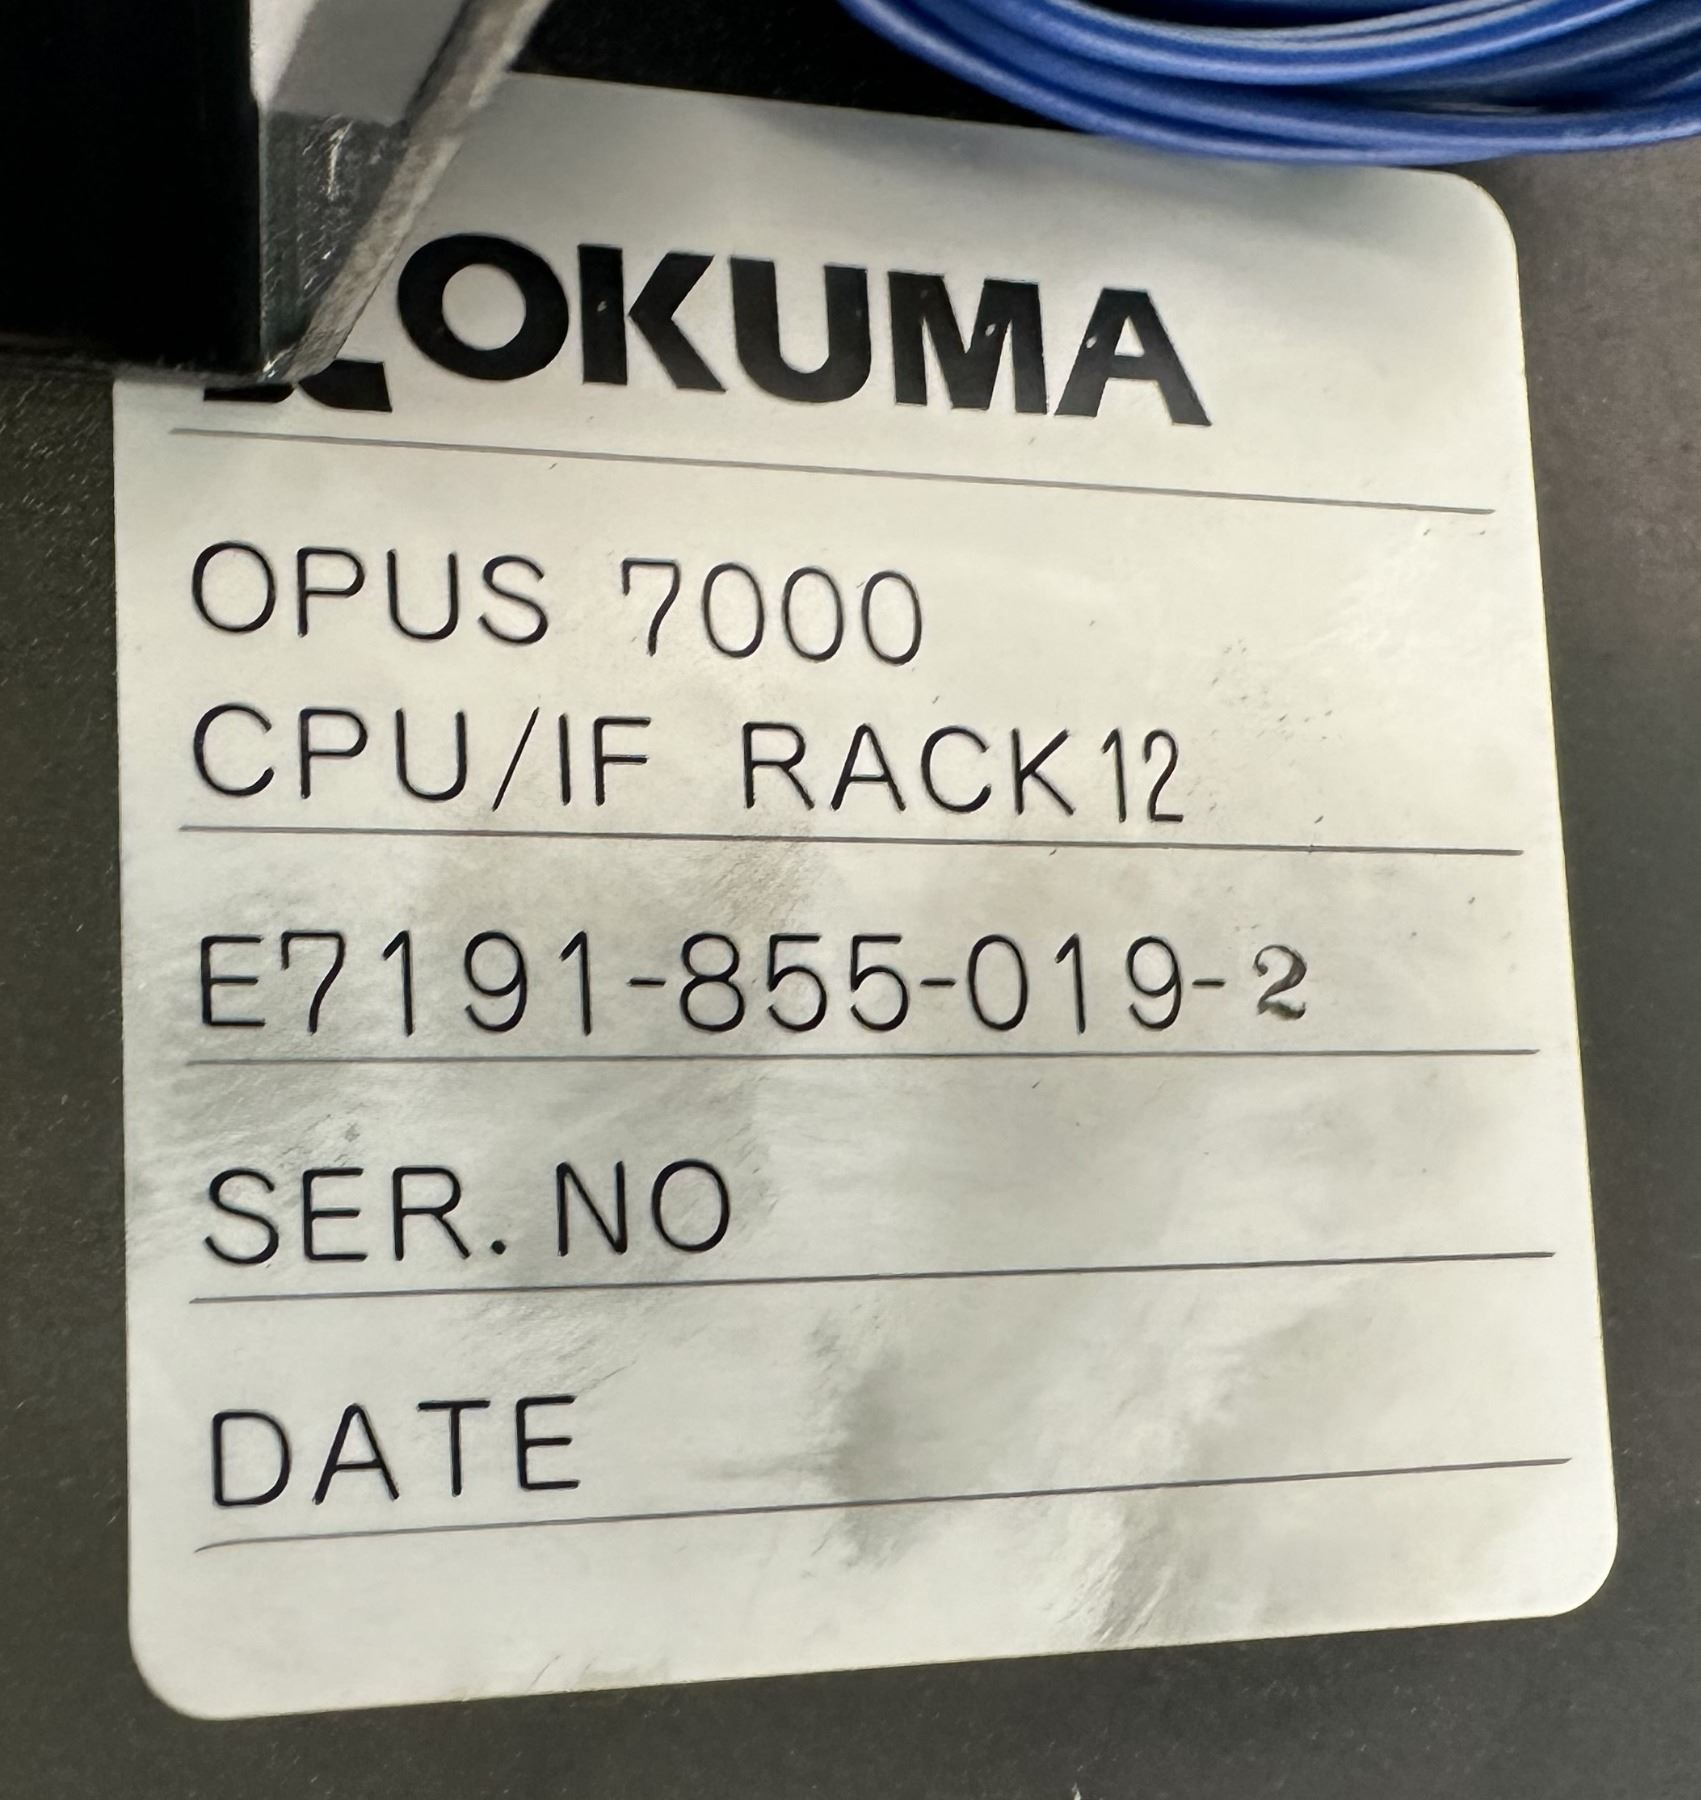 OKUMA
OPUS 7000
CPU/IF RACK12
E7191-855-019-2
SER. NO
DATE